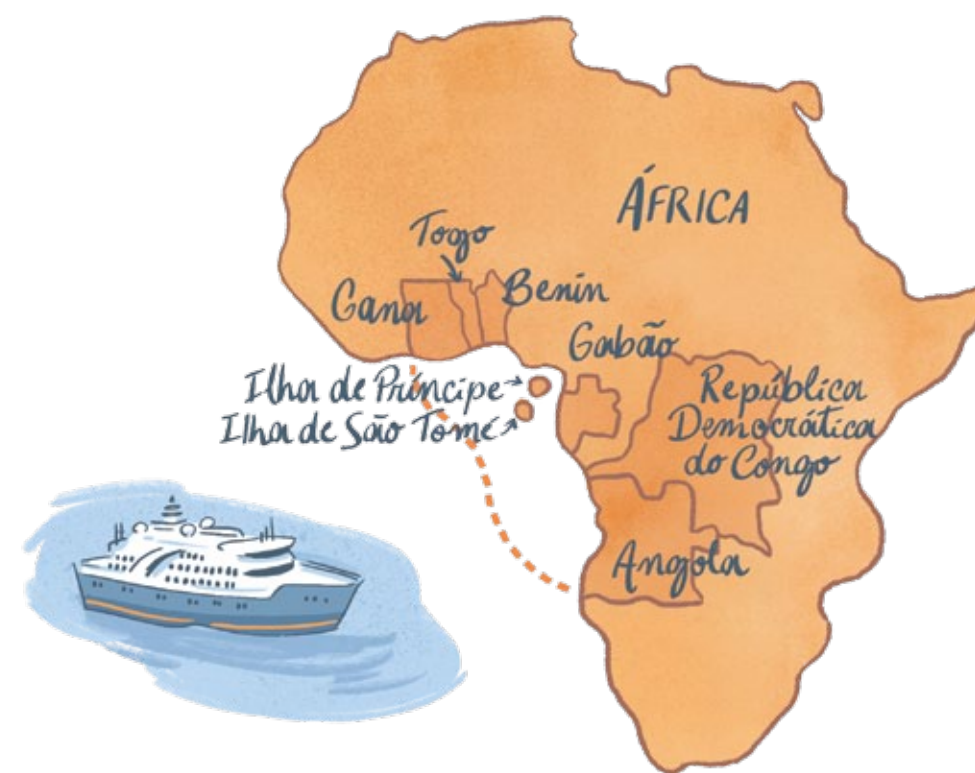 ÁFRICA
Togo
Gana
Benin
Gabão
Ilha de Príncipe
Ilha de São Tomé
República
Democrática
do Congo
Angola